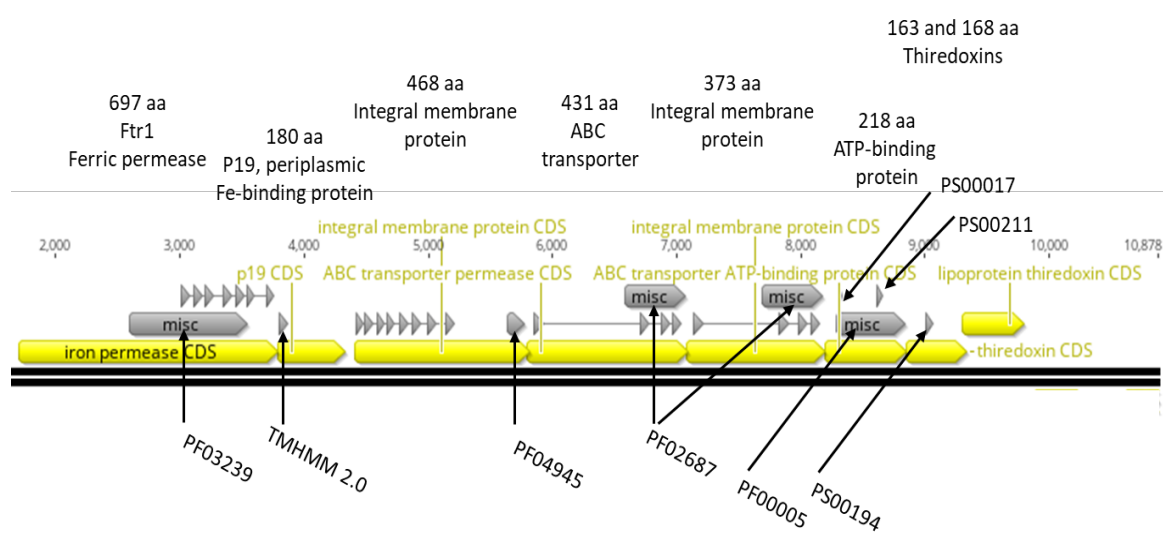 163 and 168 aa
Thiredoxins
697 aa
Ftr1
Ferric permease
180 aa
P19, periplasmic
Fe-binding protein
468 aa
Integral membrane
protein
431 aa
ABC
transporter
373 aa
Integral membrane
protein
218 aa
ATP-binding
protein
PS00017
PS00211
integral membrane protein CDS
integral membrane protein CDS
2,000
3,000
4,000
5,000
6,000
7,000
8,000
9,000
10,000
10,878
p19 CDS
ABC transporter permease CDS
ABC transporter ATP-binding protein CDS
lipoprotein thiredoxin CDS
misc
misc
misc
misc
iron permease CDS
thiredoxin CDS
PF03239
TMHMM 2.0
PF04945
PF02687
PF00005
PS00194